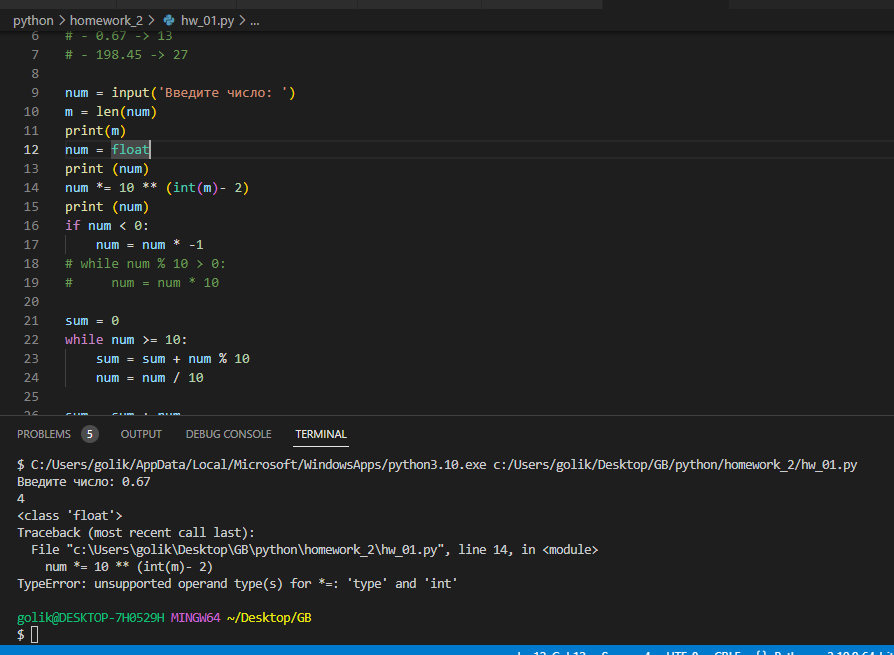 python > homework_2 > hw_01.py > ...
6 # - 0.67 -> 13
7 # - 198.45 -> 27
8
9 num = input('Введите число: ')
10 m = len(num)
11 print(m)
12 num = float
13 print (num)
14 num *= 10 ** (int(m)- 2)
15 print (num)
16 if num < 0:
17     num = num * -1
18 # while num % 10 > 0:
19 #     num = num * 10
20
21 sum = 0
22 while num >= 10:
23     sum = sum + num % 10
24     num = num / 10
25
26 sum = sum + num
PROBLEMS 5 OUTPUT DEBUG CONSOLE TERMINAL
$ C:/Users/golik/AppData/Local/Microsoft/WindowsApps/python3.10.exe c:/Users/golik/Desktop/GB/python/homework_2/hw_01.py
Введите число: 0.67
4
<class 'float'>
Traceback (most recent call last):
  File "c:\Users\golik\Desktop\GB\python\homework_2\hw_01.py", line 14, in <module>
    num *= 10 ** (int(m)- 2)
TypeError: unsupported operand type(s) for *=: 'type' and 'int'
golik@DESKTOP-7H0529H MINGW64 ~/Desktop/GB
$